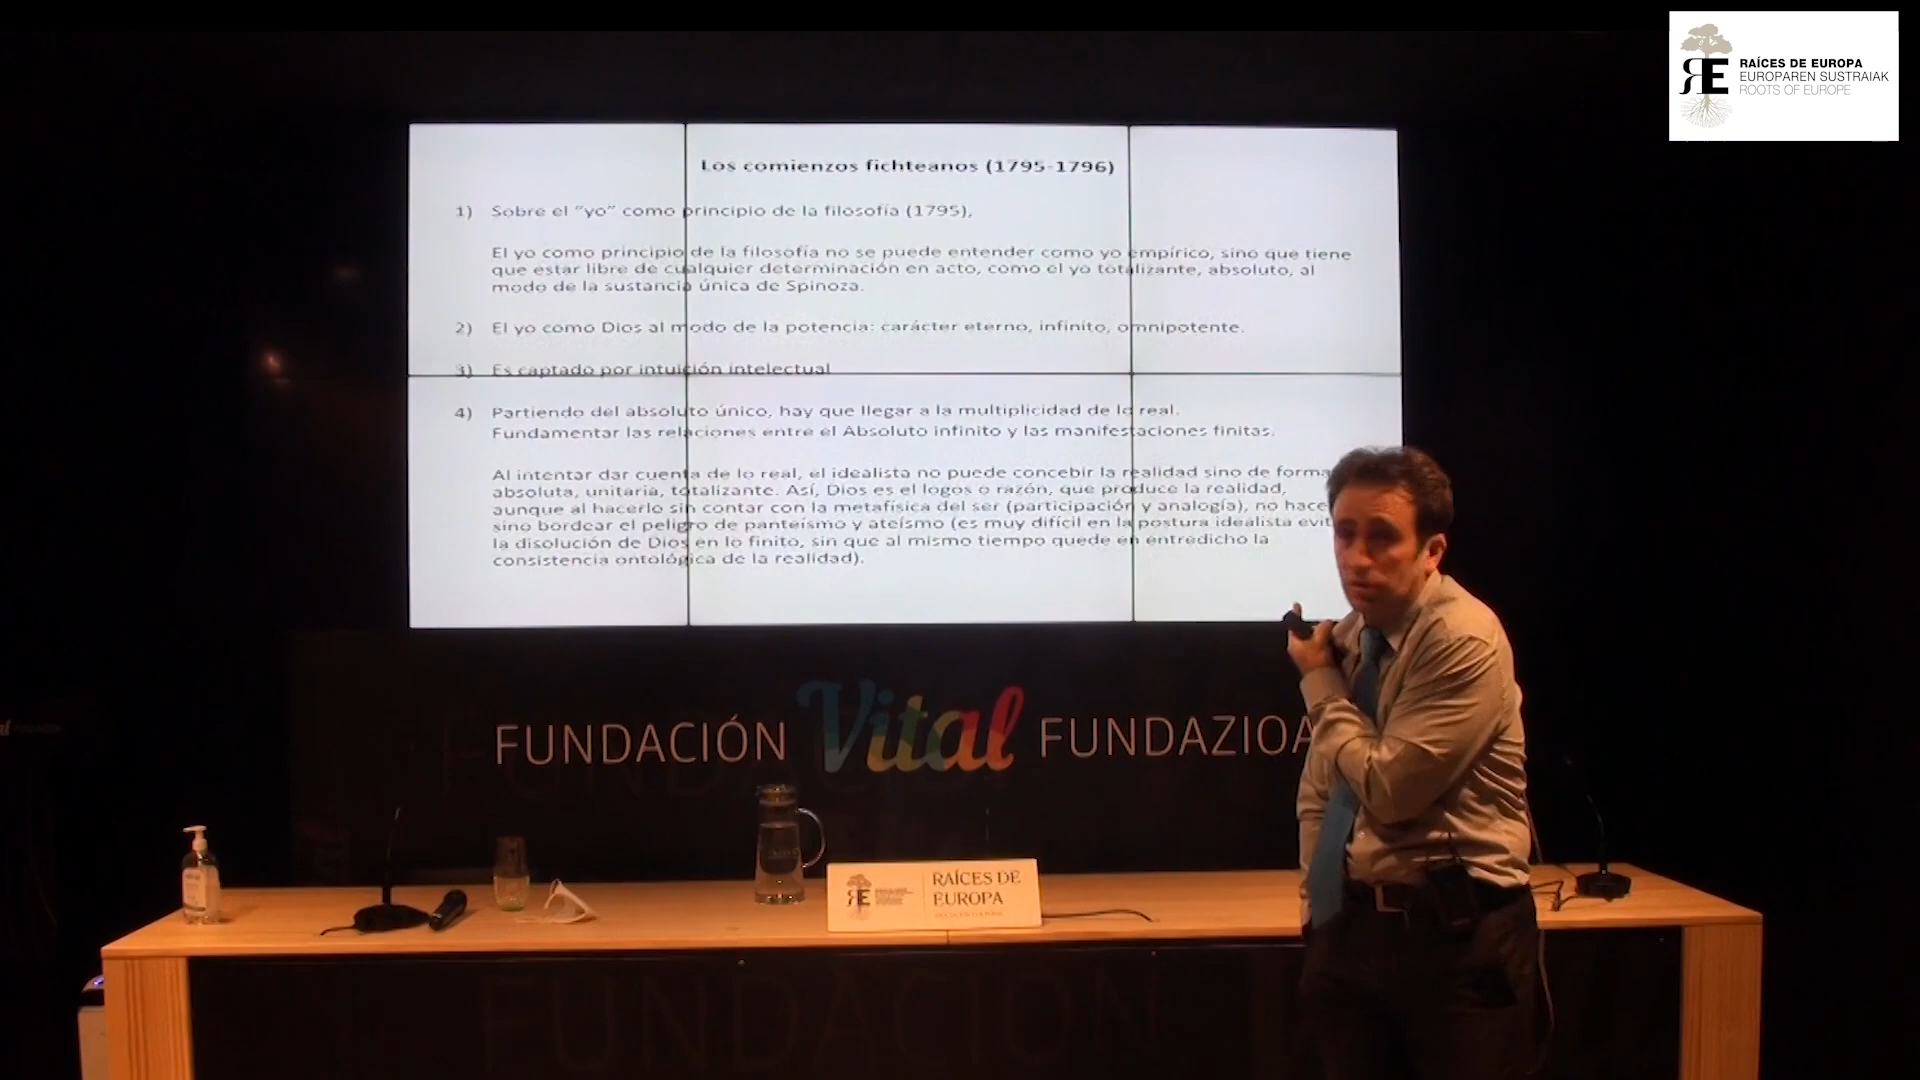 RAÍCES DE EUROPA
EUROPAREN SUSTRAIAK
ROOTS OF EUROPE
RE
Los comienzos fichteanos (1795-1796)
1) Sobre el “yo” como principio de la filosofía (1795),
El yo como principio de la filosofía no se puede entender como yo empírico, sino que tiene
que estar libre de cualquier determinación en acto, como el yo totalizante, absoluto, al
modo de la sustancia única de Spinoza.
2) El yo como Dios al modo de la potencia: carácter eterno, infinito, omnipotente.
3) Es captado por intuición intelectual
4) Partiendo del absoluto único, hay que llegar a la multiplicidad de lo real.
Fundamentar las relaciones entre el Absoluto infinito y las manifestaciones finitas.
Al intentar dar cuenta de lo real, el idealista no puede concebir la realidad sino de forma
absoluta, unitaria, totalizante. Así, Dios es el logos o razón, que produce la realidad,
aunque al hacerlo sin contar con la metafísica del ser (participación y analogía), no hace
sino bordear el peligro de panteísmo y ateísmo (es muy difícil en la postura idealista evit
la disolución de Dios en lo finito, sin que al mismo tiempo quede en entredicho la
consistencia ontológica de la realidad).
FUNDACIÓN Vital FUNDAZIOA
RE
RAÍCES DE
EUROPA
FUNDACIÓN